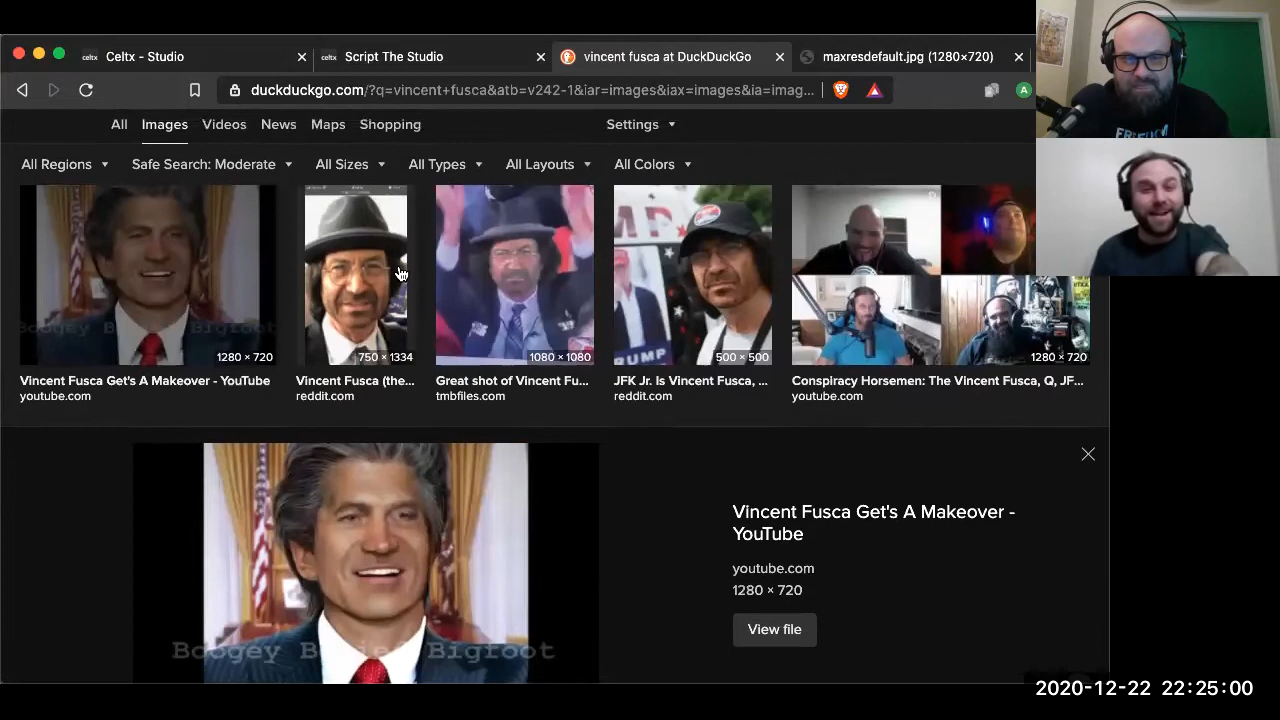 celtx Celtx - Studio
celtx Script The Studio
vincent fusca at DuckDuckGo
maxresdefault.jpg (1280×720)
duckduckgo.com/?q=vincent+fusca&atb=v242-1&iar=images&iax=images&ia=imag...
A
All Images Videos News Maps Shopping Settings
All Regions Safe Search: Moderate All Sizes All Types All Layouts All Colors
1280 × 720
750 × 1334
1080 × 1080
500 × 500
1280 × 720
Vincent Fusca Get's A Makeover - YouTube
youtube.com
Vincent Fusca (the...
reddit.com
Great shot of Vincent Fu...
tmbfiles.com
JFK Jr. Is Vincent Fusca, ...
reddit.com
Conspiracy Horsemen: The Vincent Fusca, Q, JF...
youtube.com
TRUMP
Vincent Fusca Get's A Makeover -
YouTube
youtube.com
1280 × 720
View file
Bigfoot
2020-12-22 22:25:00